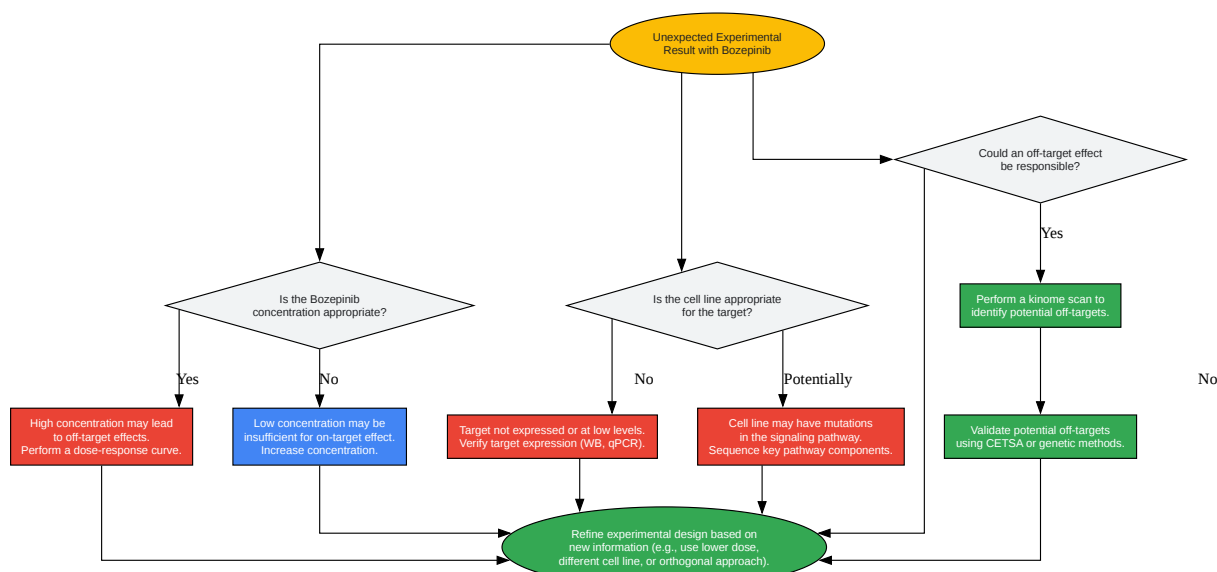 Unexpected Experimental
Result with Bozepinib
Could an off-target effect
be responsible?
Yes
Is the Bozepinib
concentration appropriate?
Is the cell line appropriate
for the target?
Perform a kinome scan to
identify potential off-targets.
Yes
No
No
Potentially
No
High concentration may lead
to off-target effects.
Perform a dose-response curve.
Low concentration may be
insufficient for on-target effect.
Increase concentration.
Target not expressed or at low levels.
Verify target expression (WB, qPCR).
Cell line may have mutations
in the signaling pathway.
Sequence key pathway components.
Validate potential off-targets
using CETSA or genetic methods.
Refine experimental design based on
new information (e.g., use lower dose,
different cell line, or orthogonal approach).